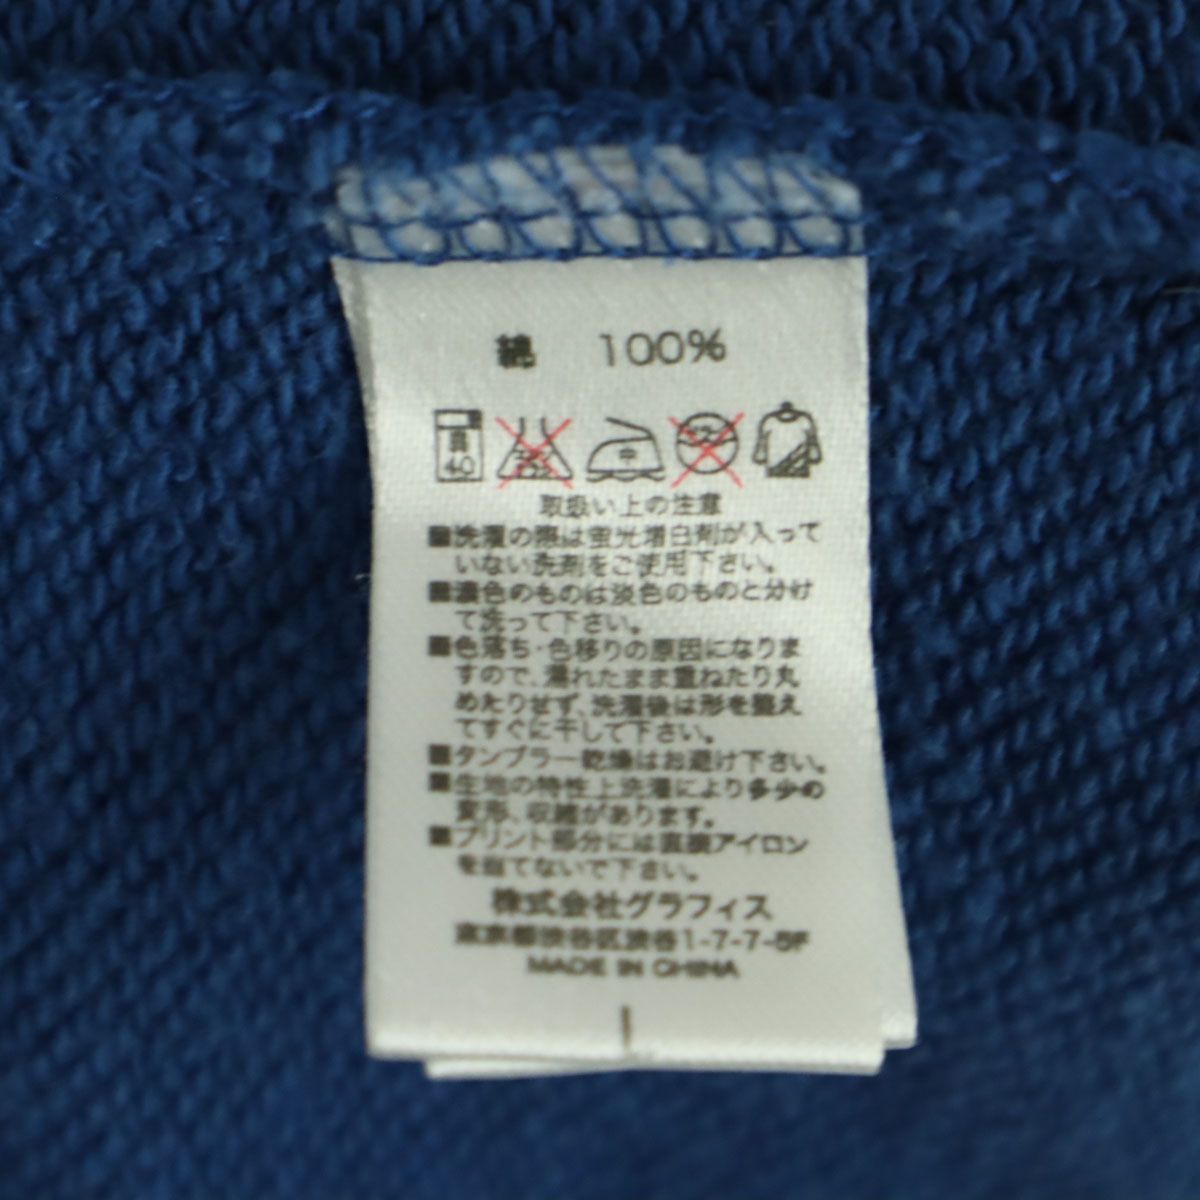 綿 100%
40
中
取扱い上の注意
■洗濯の際は蛍光増白剤が入って
いない洗剤をご使用下さい。
■濃色のものは淡色のものと分け
て洗って下さい。
■色落ち・色移りの原因になりま
すので、濡れたまま重ねたり丸
めたりせず、洗濯後は形を整え
てすぐに干して下さい。
■タンブラー乾燥はお避け下さい。
■生地の特性上洗濯により多少の
変形、収縮があります。
■プリント部分には直接アイロン
を当てないで下さい。
株式会社グラフィス
東京都渋谷区渋谷1-7-7-5F
MADE IN CHINA